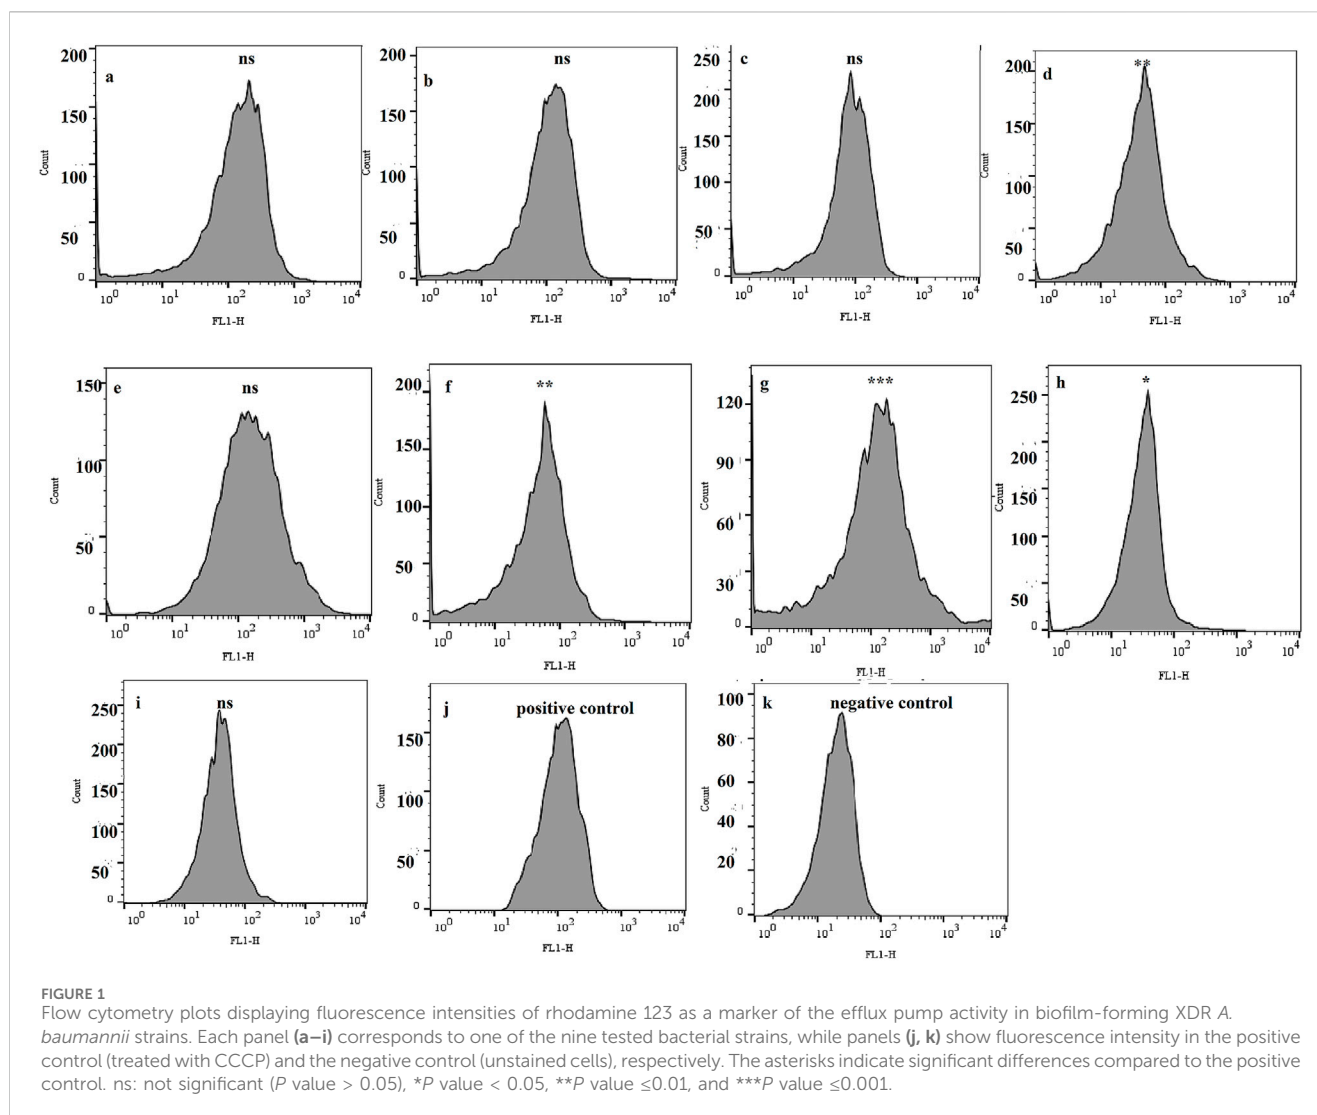 a
ns
200
150
100
50
0
Count
10^0 10^1 10^2 10^3 10^4
FL1-H
b
ns
200
150
100
50
0
Count
10^0 10^1 10^2 10^3 10^4
FL1-H
c
ns
250
200
150
100
50
0
Count
10^0 10^1 10^2 10^3 10^4
FL1-H
d
**
200
150
100
50
0
Count
10^0 10^1 10^2 10^3 10^4
FL1-H
e
ns
150
100
50
0
Count
10^0 10^1 10^2 10^3 10^4
FL1-H
f
**
200
150
100
50
0
Count
10^0 10^1 10^2 10^3 10^4
FL1-H
g
***
120
90
60
30
0
Count
10^0 10^1 10^2 10^3 10^4
FL1-H
h
*
250
200
150
100
50
0
Count
10^0 10^1 10^2 10^3 10^4
FL1-H
i
ns
250
200
150
100
50
0
Count
10^0 10^1 10^2 10^3 10^4
FL1-H
j
positive control
150
100
50
0
Count
10^0 10^1 10^2 10^3 10^4
FL1-H
k
negative control
100
80
60
40
20
0
Count
10^0 10^1 10^2 10^3 10^4
FL1-H
FIGURE 1
Flow cytometry plots displaying fluorescence intensities of rhodamine 123 as a marker of the efflux pump activity in biofilm-forming XDR A.
baumannii strains. Each panel (a–i) corresponds to one of the nine tested bacterial strains, while panels (j, k) show fluorescence intensity in the positive
control (treated with CCCP) and the negative control (unstained cells), respectively. The asterisks indicate significant differences compared to the positive
control. ns: not significant (P value > 0.05), *P value < 0.05, **P value ≤0.01, and ***P value ≤0.001.